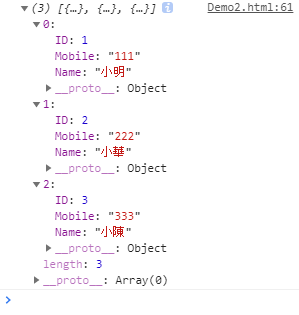 (3) [{…}, {…}, {…}] i Demo2.html:61
0:
ID: 1
Mobile: "111"
Name: "小明"
__proto__: Object
1:
ID: 2
Mobile: "222"
Name: "小華"
__proto__: Object
2:
ID: 3
Mobile: "333"
Name: "小陳"
__proto__: Object
length: 3
__proto__: Array(0)